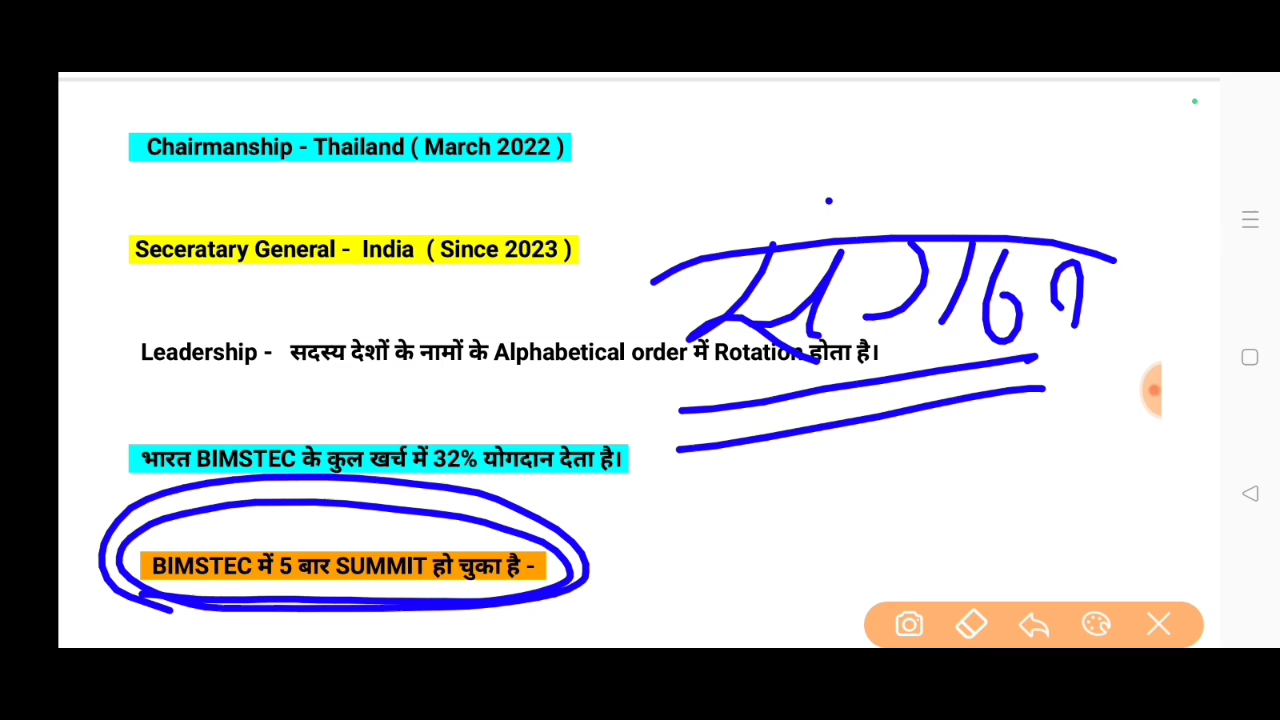 Chairmanship - Thailand ( March 2022 )
Seceratary General - India ( Since 2023 )
संगठन
Leadership - सदस्य देशों के नामों के Alphabetical order में Rotation होता है।
भारत BIMSTEC के कुल खर्च में 32% योगदान देता है।
BIMSTEC में 5 बार SUMMIT हो चुका है -